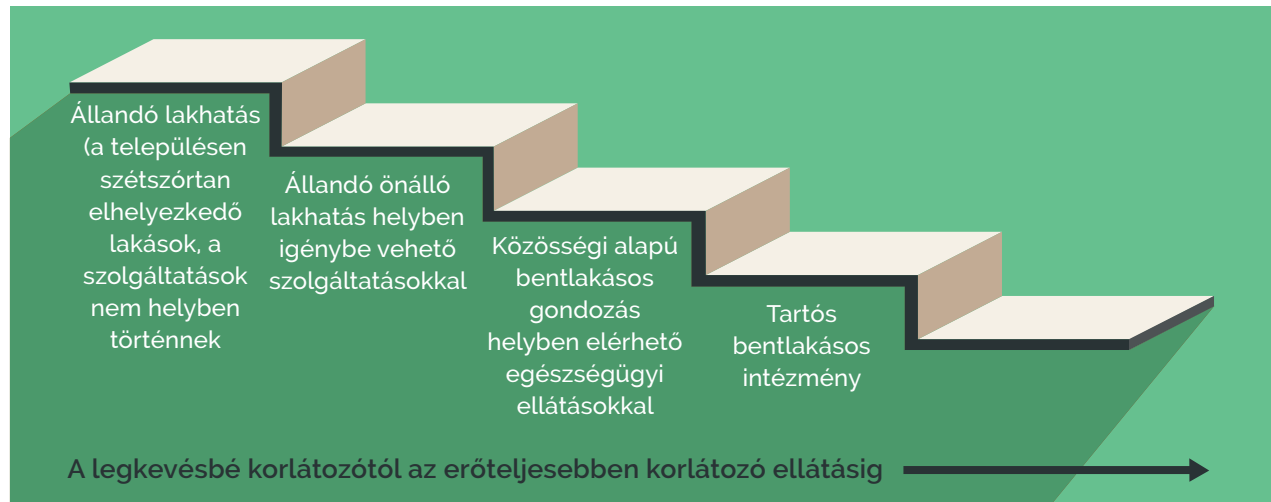 Állandó lakhatás
(a településen
szétszórtan
elhelyezkedő
lakások, a
szolgáltatások
nem helyben
történnek
Állandó önálló
lakhatás helyben
igénybe vehető
szolgáltatásokkal
Közösségi alapú
bentlakásos
gondozás
helyben elérhető
egészségügyi
ellátásokkal
Tartós
bentlakásos
intézmény
A legkevésbé korlátozótól az erőteljesebben korlátozó ellátásig